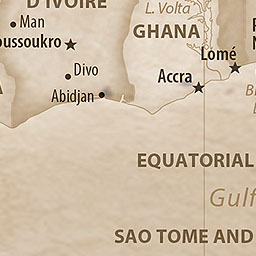 D'IVOIRE
L. Volta
Man
GHANA
oussoukro
Lomé
Divo
Accra
Abidjan
EQUATORIAL
Gulf
SAO TOME AND